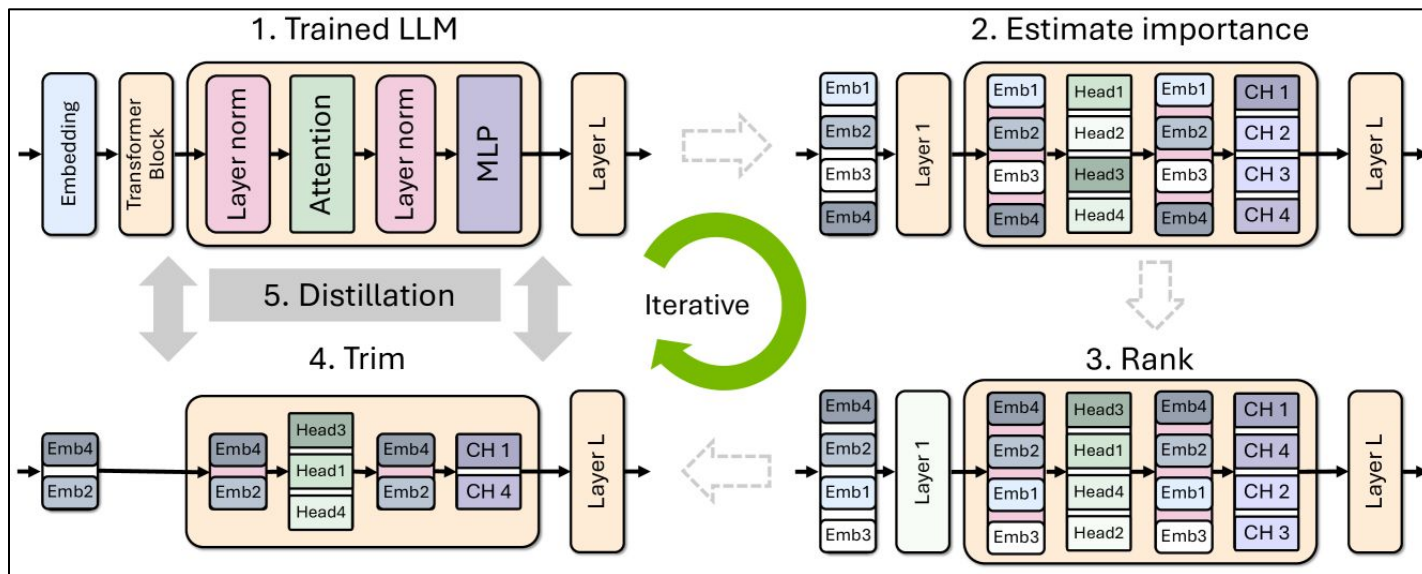 1. Trained LLM
Embedding
Transformer
Block
Layer norm
Attention
Layer norm
MLP
Layer L
2. Estimate importance
Emb1
Emb2
Emb3
Emb4
Layer 1
Emb1
Emb2
Emb3
Emb4
Head1
Head2
Head3
Head4
Emb1
Emb2
Emb3
Emb4
CH 1
CH 2
CH 3
CH 4
Layer L
5. Distillation
Iterative
4. Trim
Emb4
Emb2
Emb4
Emb2
Head3
Head1
Head4
Emb4
Emb2
CH 1
CH 4
Layer L
3. Rank
Emb4
Emb2
Emb1
Emb3
Layer 1
Emb4
Emb2
Emb1
Emb3
Head3
Head1
Head4
Head2
Emb4
Emb2
Emb1
Emb3
CH 1
CH 4
CH 2
CH 3
Layer L